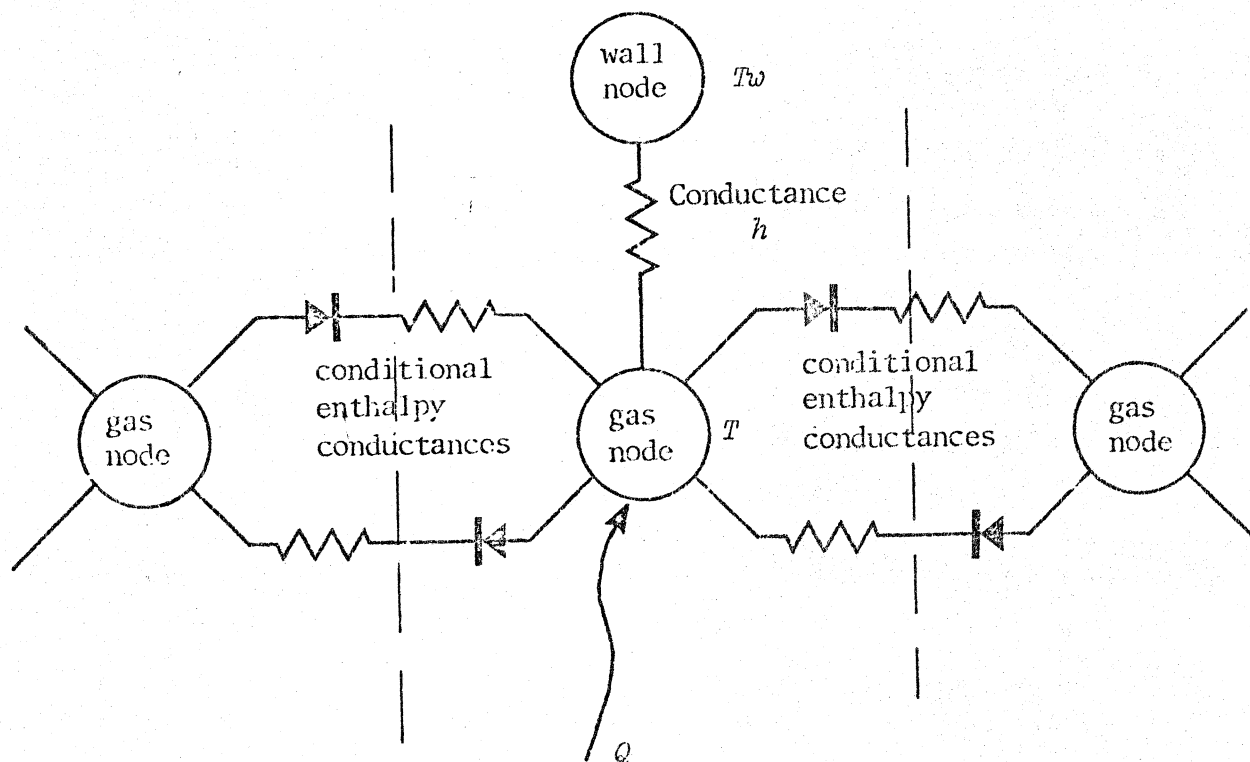 wall
node
Tw
Conductance
h
conditional
enthalpy
conductances
conditional
enthalpy
conductances
gas
node
gas
node
T
gas
node
Q